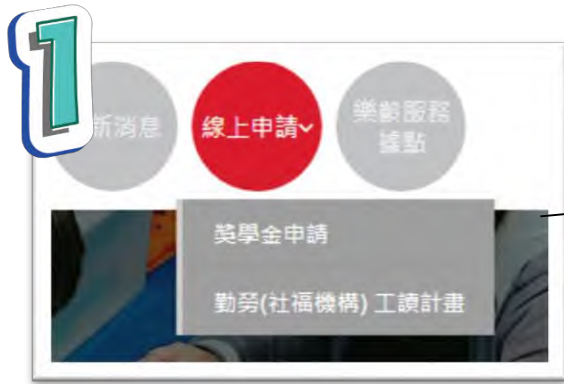 1
新消息
線上申請
樂齡服務
據點
獎學金申請
勤勞(社福機構) 工讀計畫